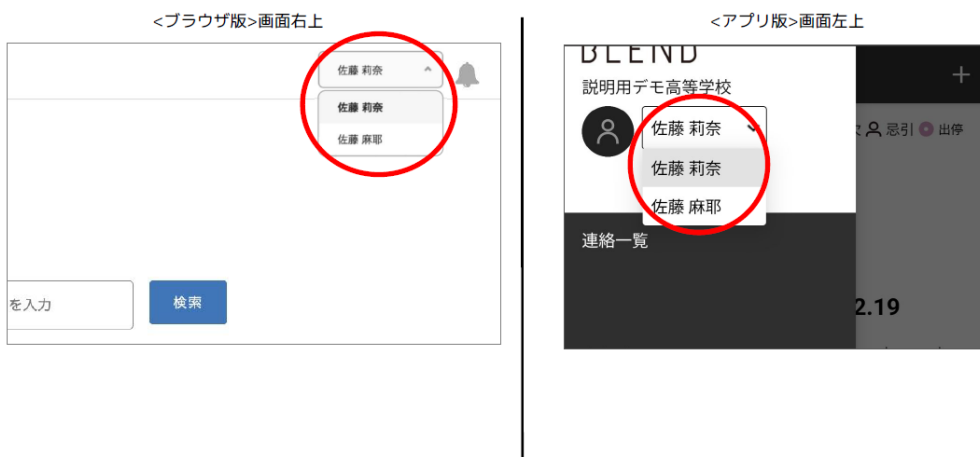 <ブラウザ版>画面右上
佐藤 莉奈
佐藤 莉奈
佐藤 麻耶
を入力
検索
<アプリ版>画面左上
BLEND
説明用デモ高等学校
佐藤 莉奈
佐藤 莉奈
佐藤 麻耶
連絡一覧
忌引
出停
2.19